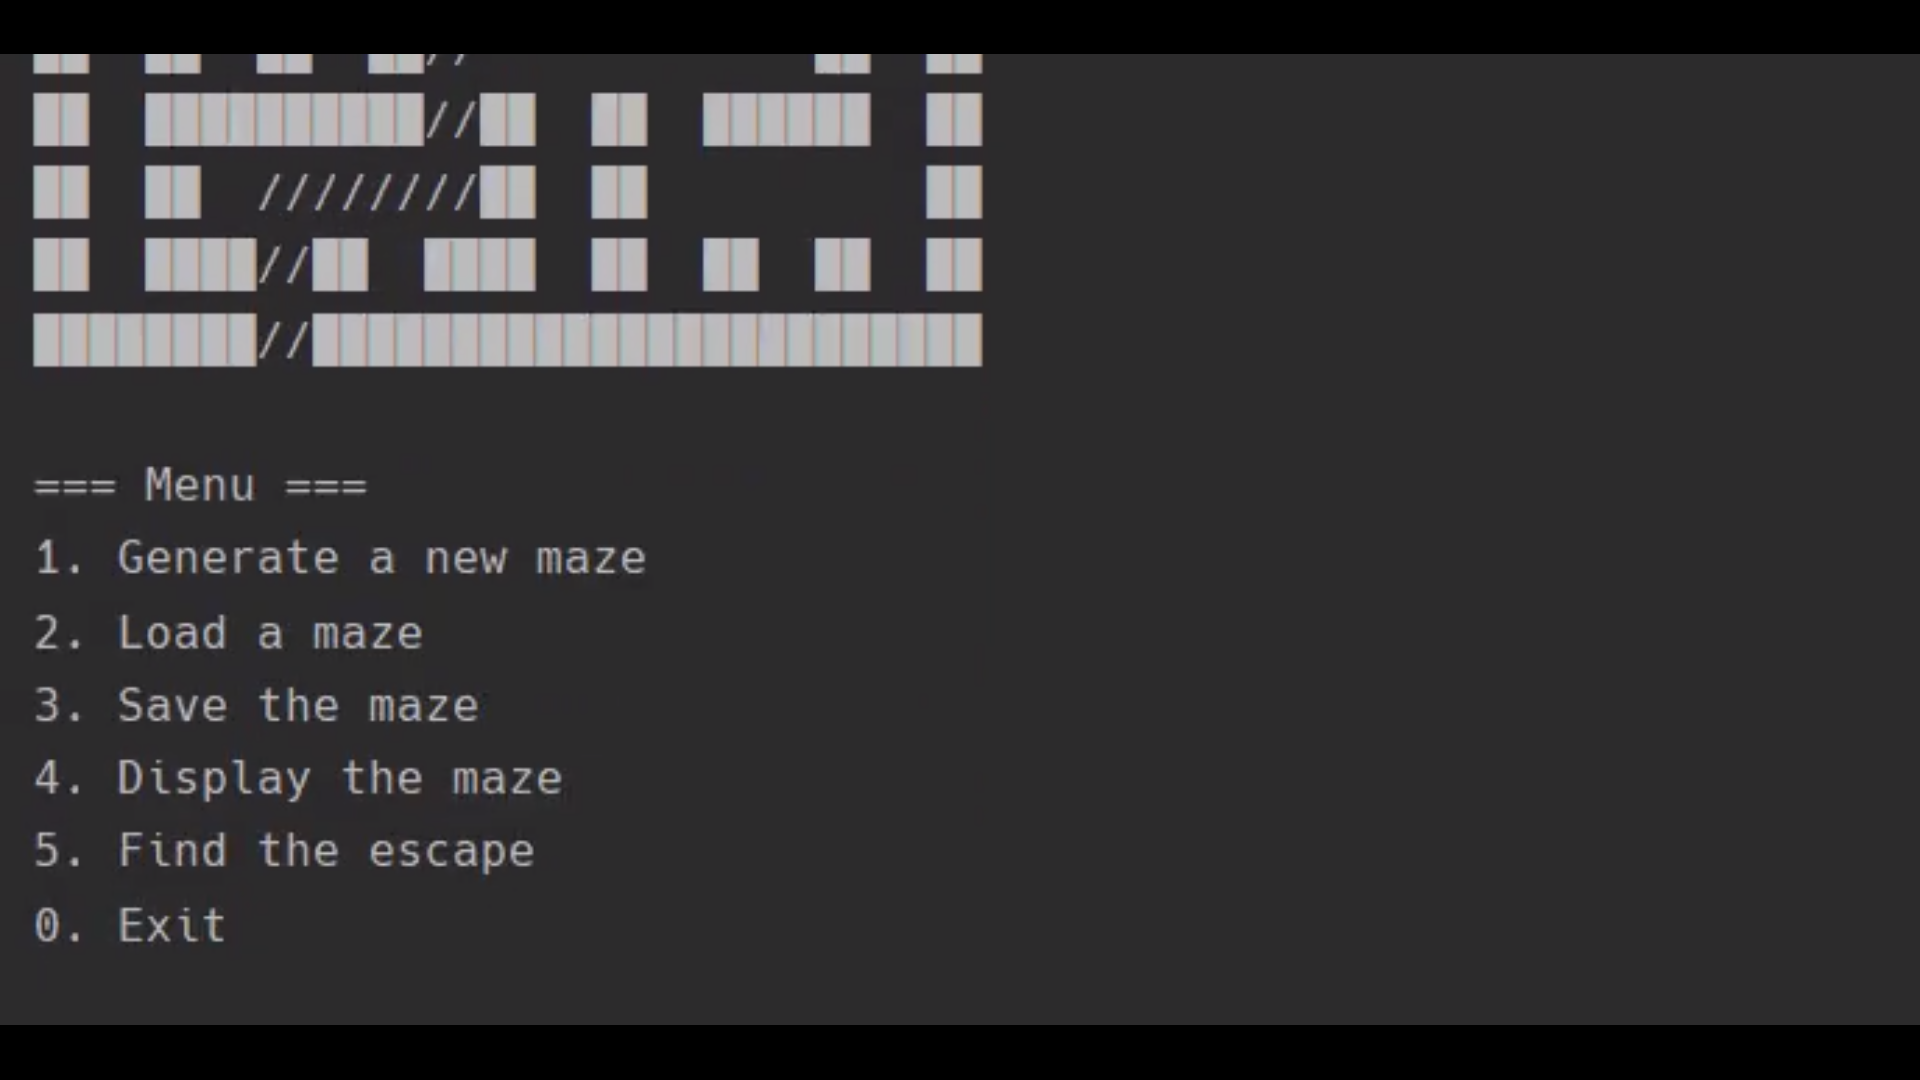 //
//
////////
//
//
=== Menu ===
1. Generate a new maze
2. Load a maze
3. Save the maze
4. Display the maze
5. Find the escape
0. Exit